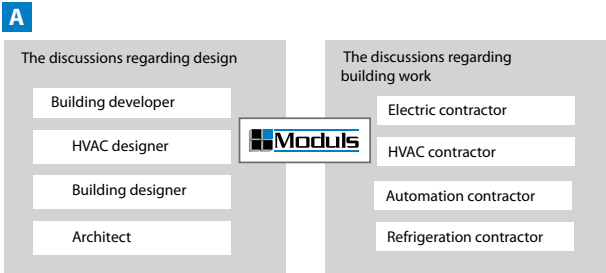 A
The discussions regarding design
Building developer
HVAC designer
Building designer
Architect
Moduls
The discussions regarding
building work
Electric contractor
HVAC contractor
Automation contractor
Refrigeration contractor